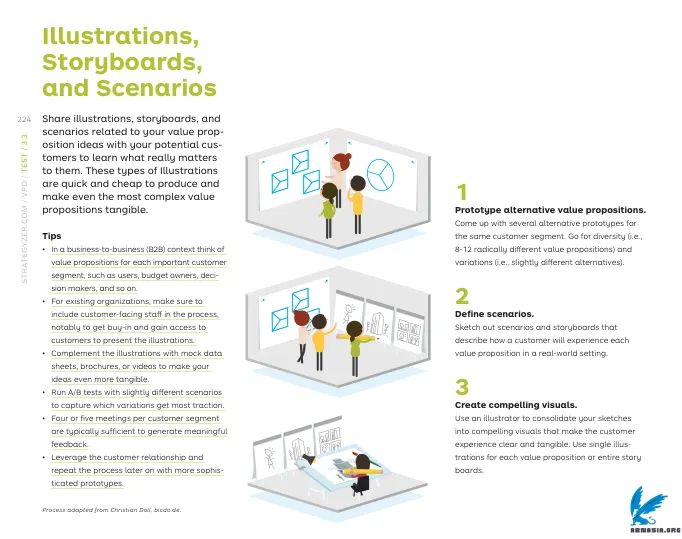 Illustrations,
Storyboards,
and Scenarios
224
STRATEGYZER.COM / VPD / TEST / 3.3
Share illustrations, storyboards, and
scenarios related to your value prop-
osition ideas with your potential cus-
tomers to learn what really matters
to them. These types of Illustrations
are quick and cheap to produce and
make even the most complex value
propositions tangible.
Tips
• In a business-to-business (B2B) context think of
value propositions for each important customer
segment, such as users, budget owners, deci-
sion makers, and so on.
• For existing organizations, make sure to
include customer-facing staff in the process,
notably to get buy-in and gain access to
customers to present the illustrations.
• Complement the illustrations with mock data
sheets, brochures, or videos to make your
ideas even more tangible.
• Run A/B tests with slightly different scenarios
to capture which variations get most traction.
• Four or five meetings per customer segment
are typically sufficient to generate meaningful
feedback.
• Leverage the customer relationship and
repeat the process later on with more sophis-
ticated prototypes.
Process adapted from Christian Doll, bicdo.de.
1
Prototype alternative value propositions.
Come up with several alternative prototypes for
the same customer segment. Go for diversity (i.e.,
8-12 radically different value propositions) and
variations (i.e., slightly different alternatives).
2
Define scenarios.
Sketch out scenarios and storyboards that
describe how a customer will experience each
value proposition in a real-world setting.
3
Create compelling visuals.
Use an illustrator to consolidate your sketches
into compelling visuals that make the customer
experience clear and tangible. Use single illus-
trations for each value proposition or entire story
boards.
ABNASIA.ORG